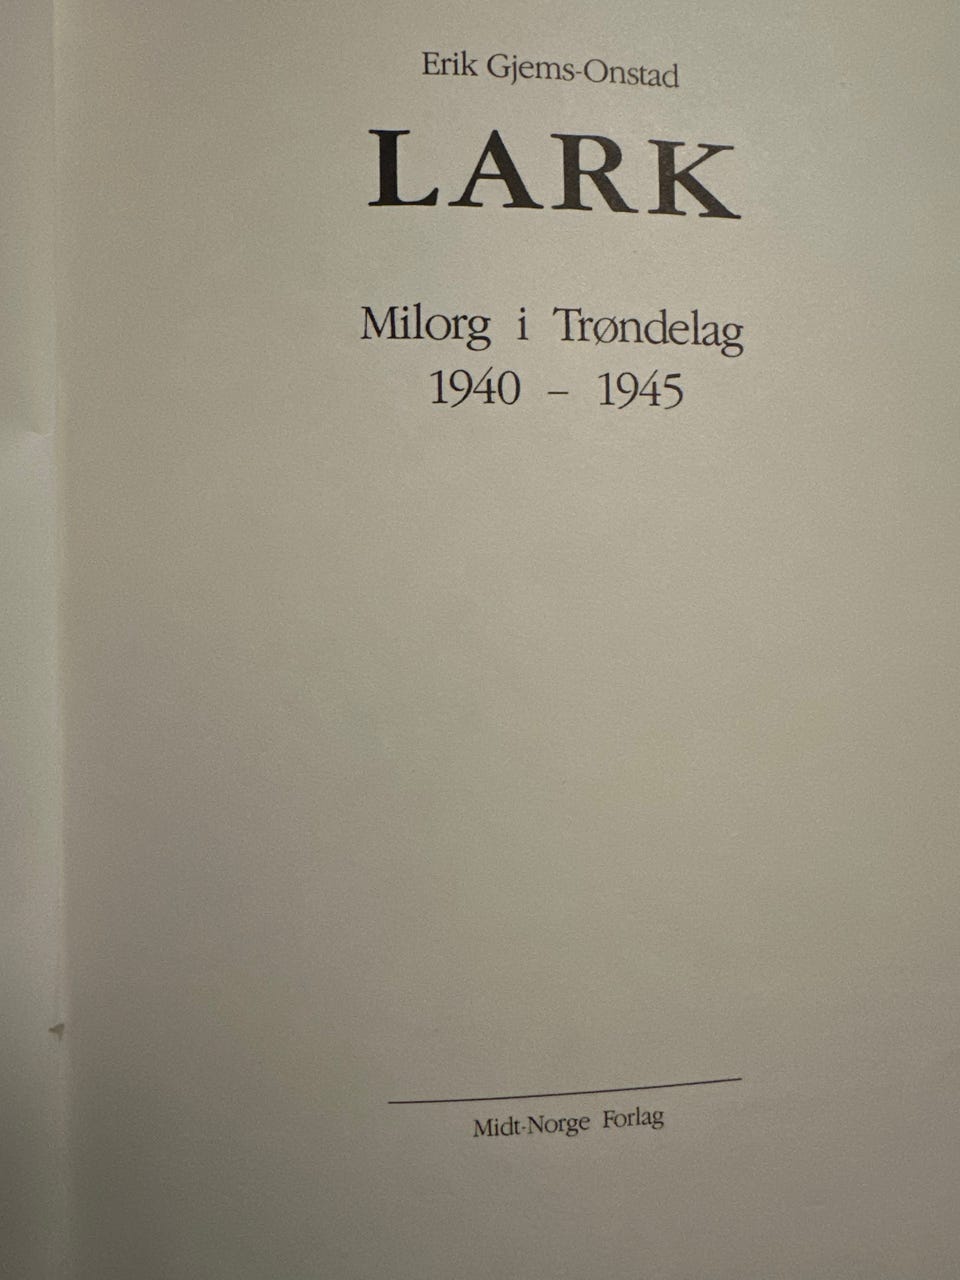 Erik Gjems-Onstad
LARK
Milorg i Trøndelag
1940 – 1945
Midt-Norge Forlag